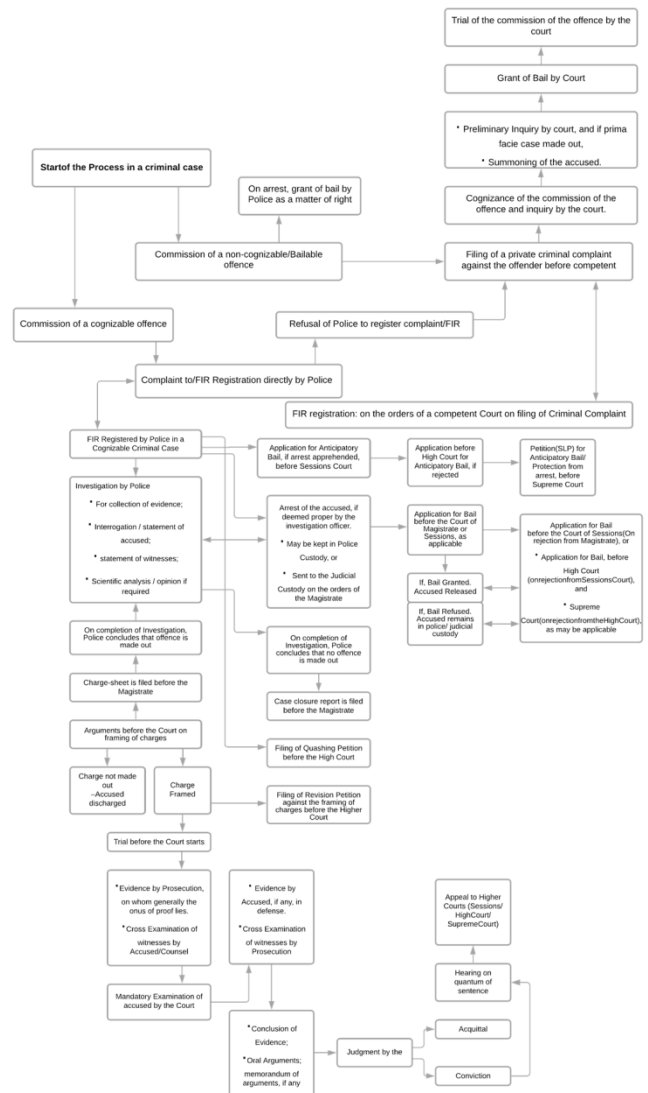 Trial of the commission of the offence by the
court
Grant of Bail by Court
• Preliminary Inquiry by court, and if prima
facie case made out,
• Summoning of the accused.
Startof the Process in a criminal case
On arrest, grant of bail by
Police as a matter of right
Cognizance of the commission of the
offence and inquiry by the court.
Commission of a non-cognizable/Bailable
offence
Filing of a private criminal complaint
against the offender before competent
Commission of a cognizable offence
Refusal of Police to register complaint/FIR
Complaint to/FIR Registration directly by Police
FIR registration: on the orders of a competent Court on filing of Criminal Complaint
FIR Registered by Police in a
Cognizable Criminal Case
Application for Anticipatory
Bail, if arrest apprehended,
before Sessions Court
Application before
High Court for
Anticipatory Bail, if
rejected
Petition(SLP) for
Anticipatory Bail/
Protection from
arrest, before
Supreme Court
Investigation by Police
• For collection of evidence;
• Interrogation / statement of
accused;
• statement of witnesses;
• Scientific analysis / opinion if
required
Arrest of the accused, if
deemed proper by the
investigation officer.
• May be kept in Police
Custody, or
• Sent to the Judicial
Custody on the orders of
the Magistrate
Application for Bail
before the Court of
Magistrate or
Sessions, as
applicable
If, Bail Granted.
Accused Released
If, Bail Refused.
Accused remains
in police/ judicial
custody
Application for Bail
before the Court of Sessions(On
rejection from Magistrate), or
• Application for Bail, before
High Court
(onrejectionfromSessionsCourt),
and
• Supreme
Court(onrejectionfromtheHighCourt),
as may be applicable
On completion of Investigation,
Police concludes that offence is
made out
On completion of
Investigation, Police
concludes that no offence
is made out
Charge-sheet is filed before the
Magistrate
Case closure report is filed
before the Magistrate
Arguments before the Court on
framing of charges
Filing of Quashing Petition
before the High Court
Charge not made
out
–Accused
discharged
Charge
Framed
Filing of Revision Petition
against the framing of
charges before the Higher
Court
Trial before the Court starts
• Evidence by Prosecution,
on whom generally the
onus of proof lies.
• Cross Examination of
witnesses by
Accused/Counsel
• Evidence by
Accused, if any, in
defense.
• Cross Examination
of witnesses by
Prosecution
Appeal to Higher
Courts (Sessions/
HighCourt/
SupremeCourt)
Mandatory Examination of
accused by the Court
Hearing on
quantum of
sentence
• Conclusion of
Evidence;
• Oral Arguments;
memorandum of
arguments, if any
Judgment by the
Acquittal
Conviction